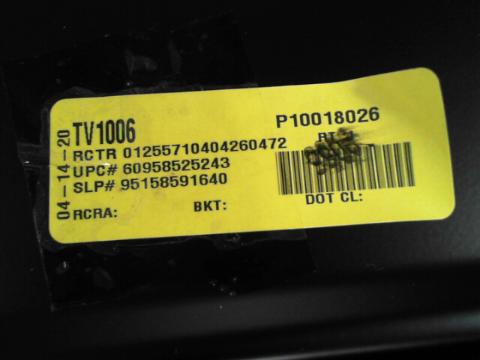 04-14-20
TV1006
P10018026
RCTR 01255710404260472
UPC# 60958525243
SLP# 95158591640
RCRA:
BKT:
DOT CL: